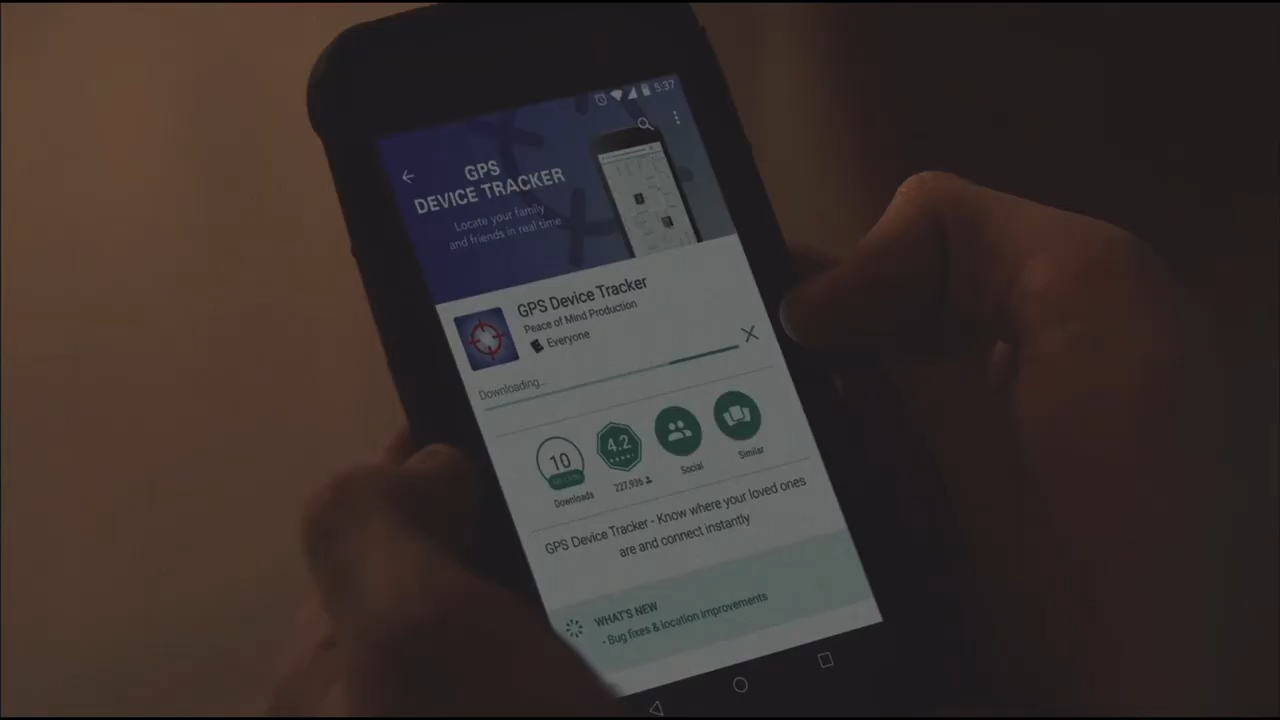 5:37
GPS
DEVICE TRACKER
Locate your family
and friends in real time
GPS Device Tracker
Peace of Mind Production
Everyone
Downloading...
10
Downloads
4.2
227,936
Social
Similar
GPS Device Tracker - Know where your loved ones
are and connect instantly
WHAT'S NEW
- Bug fixes & location improvements